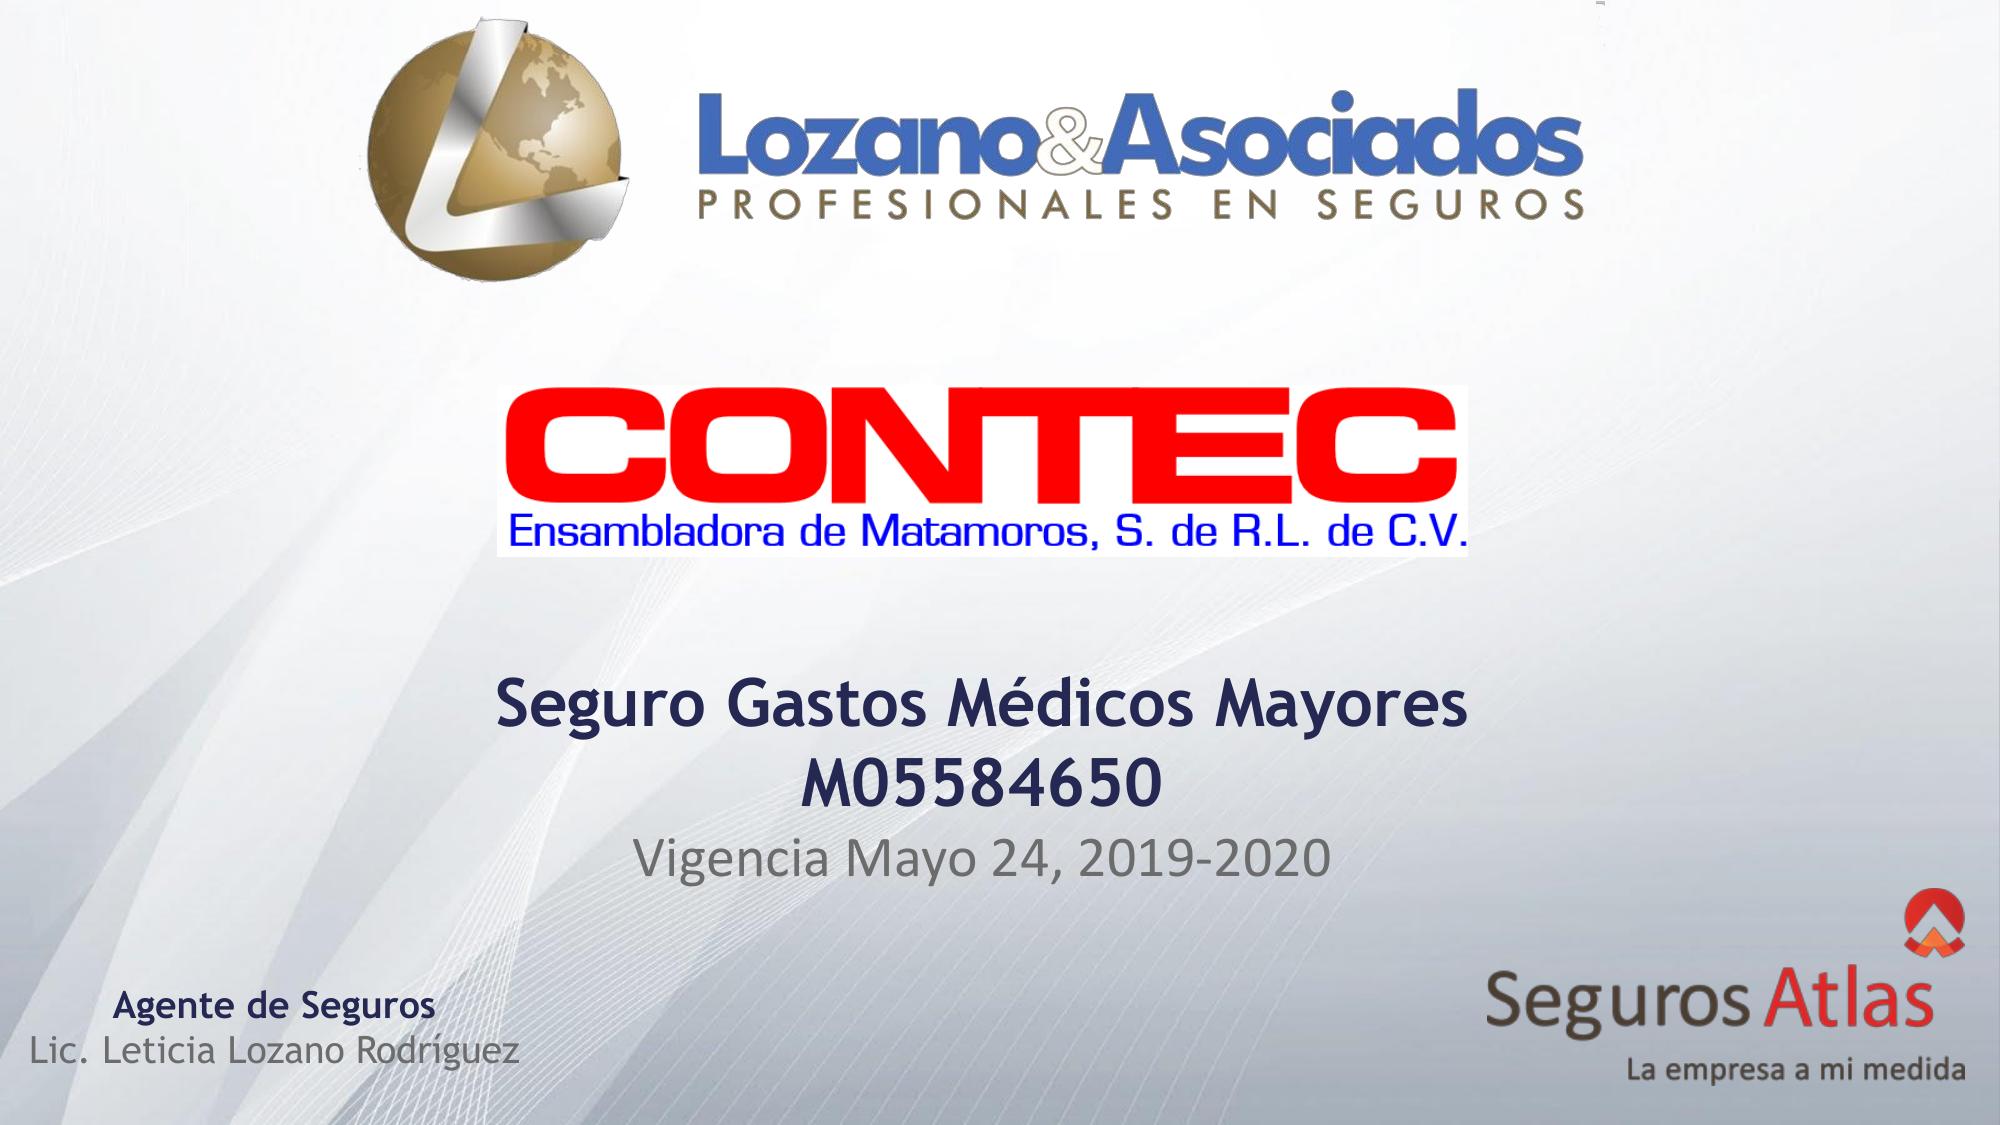 Lozano&Asociados
PROFESIONALES EN SEGUROS
CONTEC
Ensambladora de Matamoros, S. de R.L. de C.V.
Seguro Gastos Médicos Mayores
M05584650
Vigencia Mayo 24, 2019-2020
Agente de Seguros
Lic. Leticia Lozano Rodríguez
Seguros Atlas
La empresa a mi medida